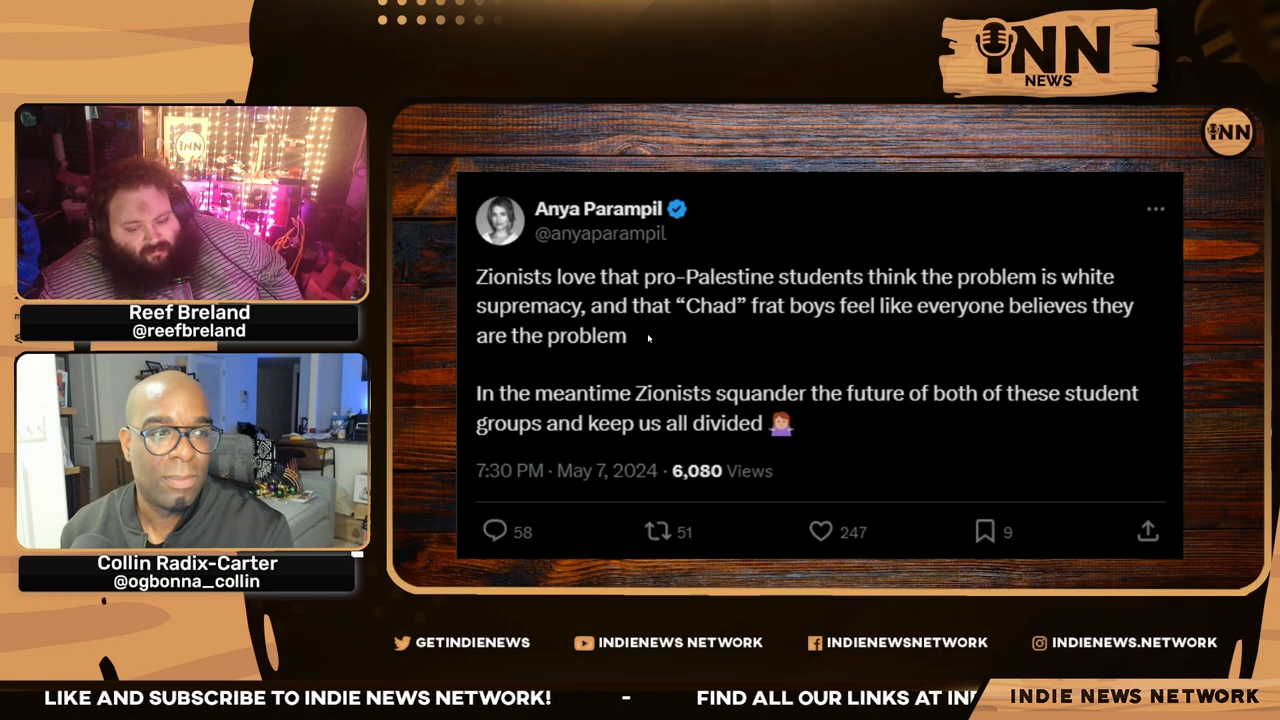 INN
NEWS
INN
INN
Reef Breland
@reefbreland
Collin Radix-Carter
@ogbonna_collin
Anya Parampil
@anyaparampil
Zionists love that pro-Palestine students think the problem is white
supremacy, and that “Chad” frat boys feel like everyone believes they
are the problem
In the meantime Zionists squander the future of both of these student
groups and keep us all divided 🤷🏼‍♀️
7:30 PM · May 7, 2024 · 6,080 Views
58 51 247 9
GETINDIENEWS INDIENEWS NETWORK INDIENEWSNETWORK INDIENEWS.NETWORK
LIKE AND SUBSCRIBE TO INDIE NEWS NETWORK! - FIND ALL OUR LINKS AT
INDIE NEWS NETWORK